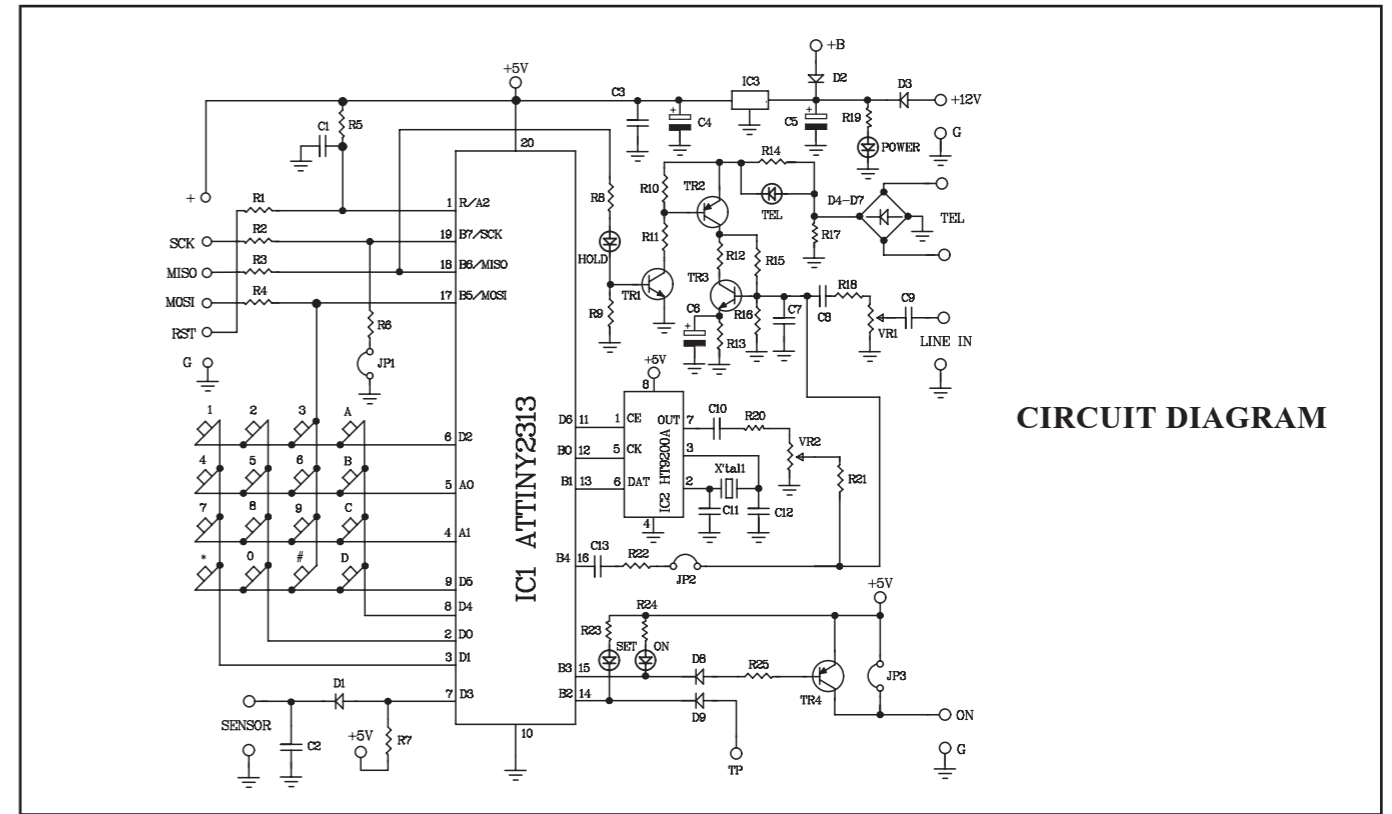 +B
+5V
IC3
D2
D3
+12V
C3
C4
C5
R19
POWER
G
C1
R5
20
R14
R10
TR2
TEL
D4-D7
TEL
R8
R11
R17
+
R1
1 R/A2
SCK
R2
19 B7/SCK
HOLD
R12
R15
MISO
R3
18 B6/MISO
TR1
TR3
R18
C9
MOSI
R4
17 B5/MOSI
R9
C6
R16
C7
C8
VR1
RST
R6
R13
LINE IN
G
JP1
+5V
8
CIRCUIT DIAGRAM
1 2 3 A
6 D2
D6 11
1 CE
OUT 7
C10
R20
4 5 6 B
B0 12
5 CK
3
VR2
5 A0
B1 13
6 DAT
2
X'tal1
R21
IC2 HT9200A
7 8 9 C
4 A1
4
C11
C12
* 0 # D
IC1 ATTINY2313
B4 16
C13
R22
JP2
9 D5
8 D4
2 D0
3 D1
+5V
R23
R24
SET
ON
B3 15
D8
R25
TR4
JP3
D1
7 D3
B2 14
D9
ON
SENSOR
C2
+5V
R7
10
TP
G